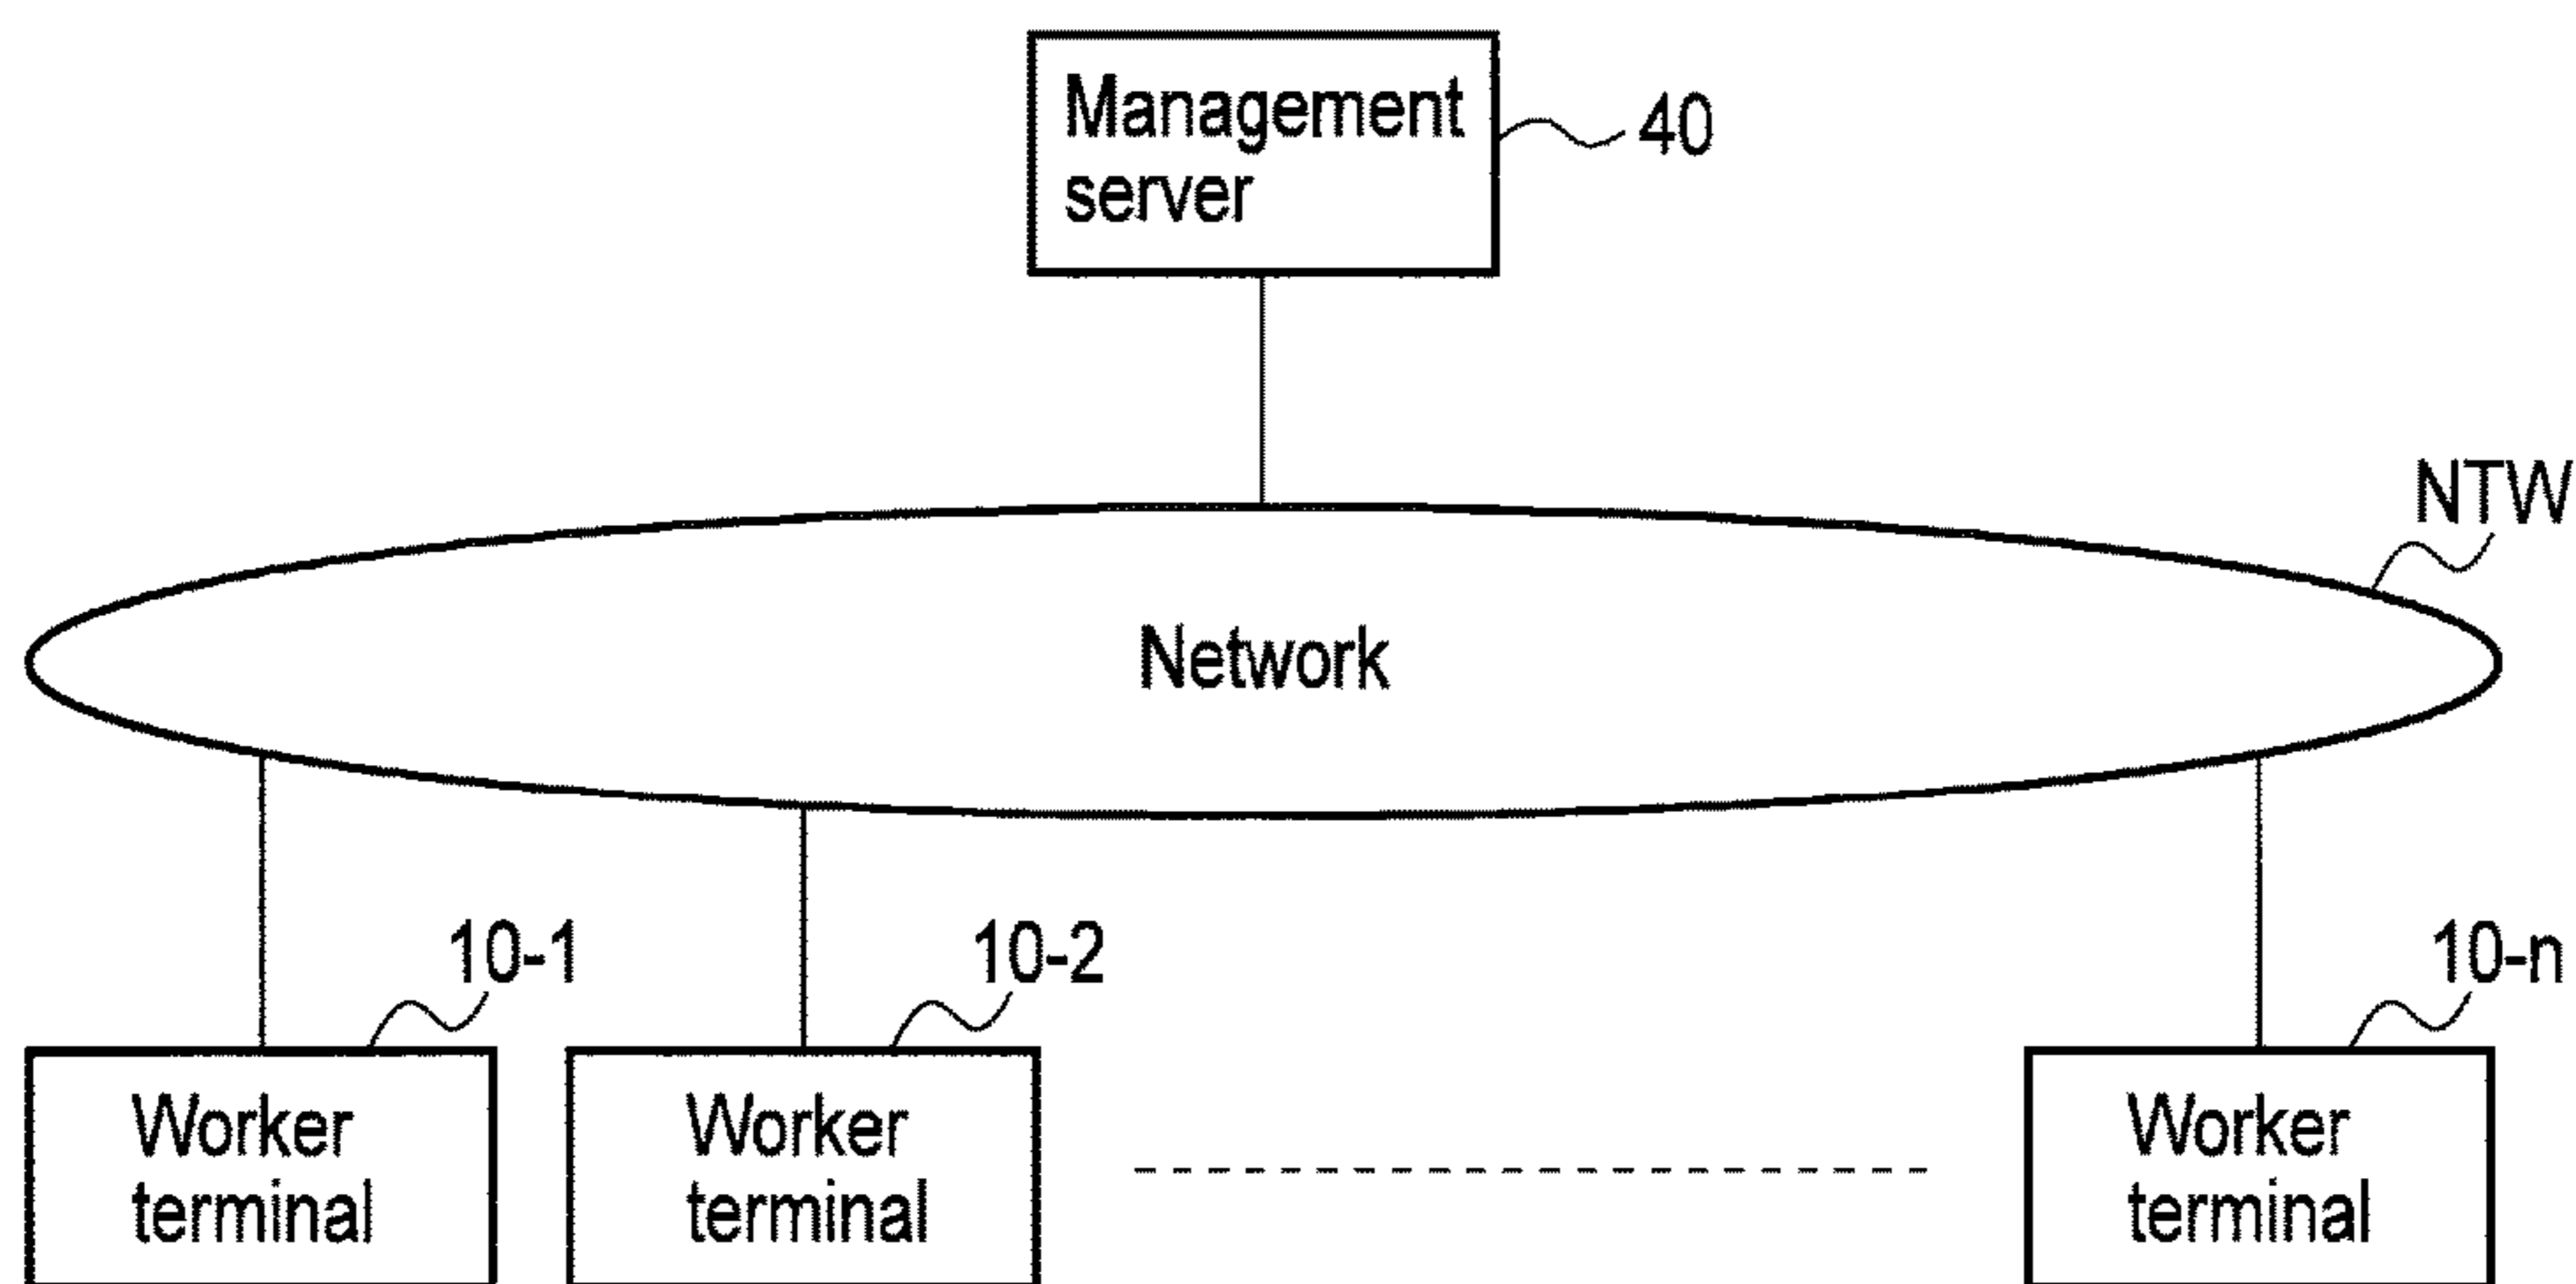 Management
server
40
NTW
Network
10-1
10-2
10-n
Worker
terminal
Worker
terminal
Worker
terminal